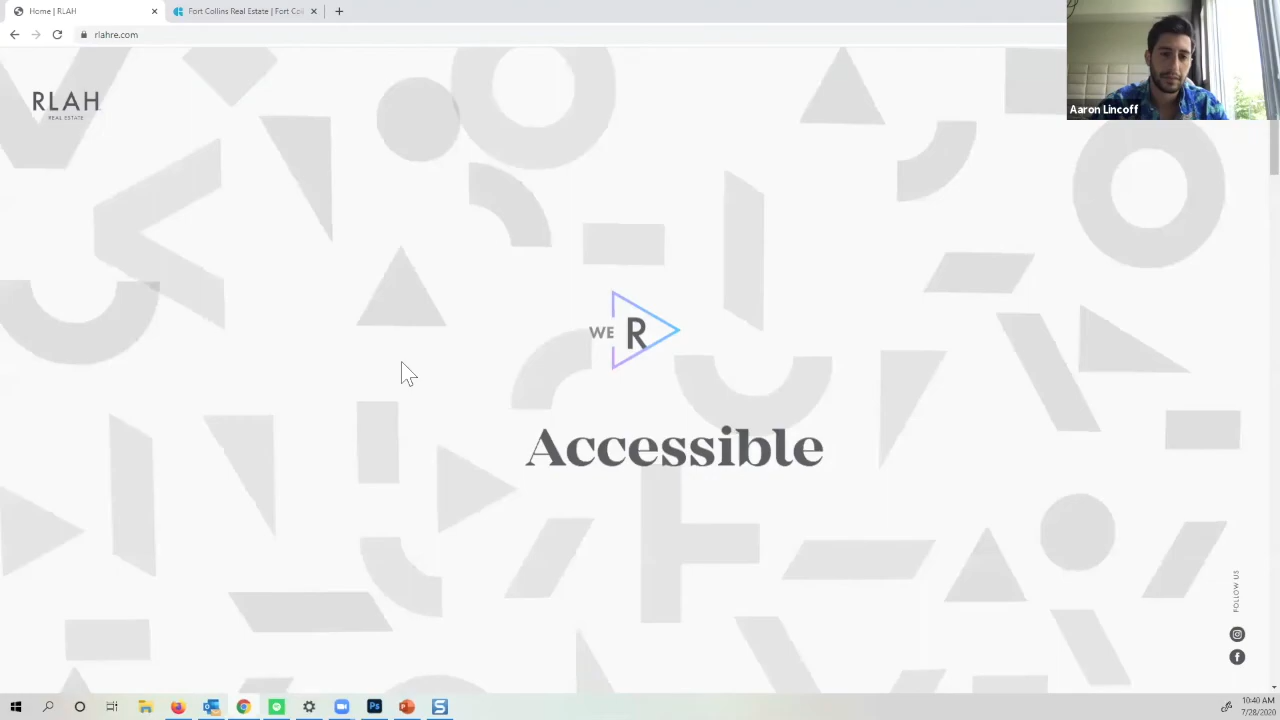 Home | RLAH
Fort Collins Real Estate | Fort Coll
rlahre.com
Aaron Lincoff
RLAH
REAL ESTATE
WE R
Accessible
FOLLOW US
10:40 AM
7/28/2020